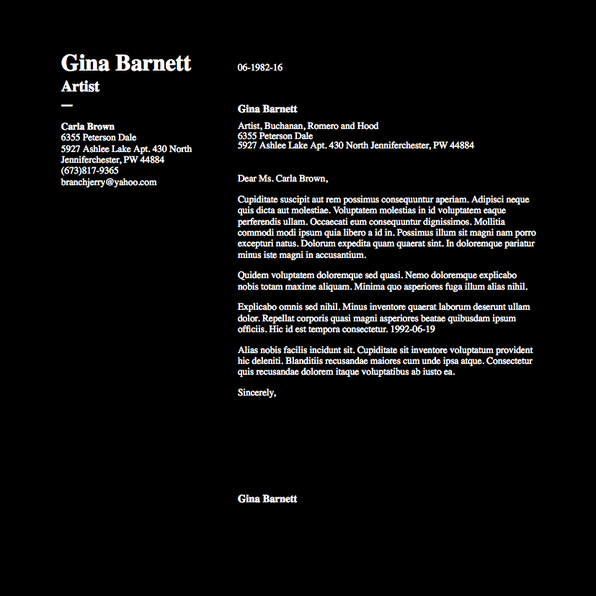 Gina Barnett
Artist
—
Carla Brown
6355 Peterson Dale
5927 Ashlee Lake Apt. 430 North
Jenniferchester, PW 44884
(673)817-9365
branchjerry@yahoo.com
06-1982-16
Gina Barnett
Artist, Buchanan, Romero and Hood
6355 Peterson Dale
5927 Ashlee Lake Apt. 430 North Jenniferchester, PW 44884
Dear Ms. Carla Brown,
Cupiditate suscipit aut rem possimus consequuntur aperiam. Adipisci neque
quis dicta aut molestiae. Voluptatem molestias in id voluptatem eaque
perferendis ullam. Occaecati eum consequuntur dignissimos. Mollitia
commodi modi ipsum quia libero a id in. Possimus illum sit magni nam porro
excepturi natus. Dolorum expedita quam quaerat sint. In doloremque pariatur
minus iste magni in accusantium.
Quidem voluptatem doloremque sed quasi. Nemo doloremque explicabo
nobis totam maxime aliquam. Minima quo asperiores fuga illum alias nihil.
Explicabo omnis sed nihil. Minus inventore quaerat laborum deserunt ullam
dolor. Repellat corporis quasi magni asperiores beatae quibusdam ipsum
officiis. Hic id est tempora consectetur. 1992-06-19
Alias nobis facilis incidunt sit. Cupiditate sit inventore voluptatum provident
hic deleniti. Blanditiis recusandae maiores cum unde ipsa atque. Consectetur
quis recusandae dolorem itaque voluptatibus ab iusto ea.
Sincerely,
Gina Barnett